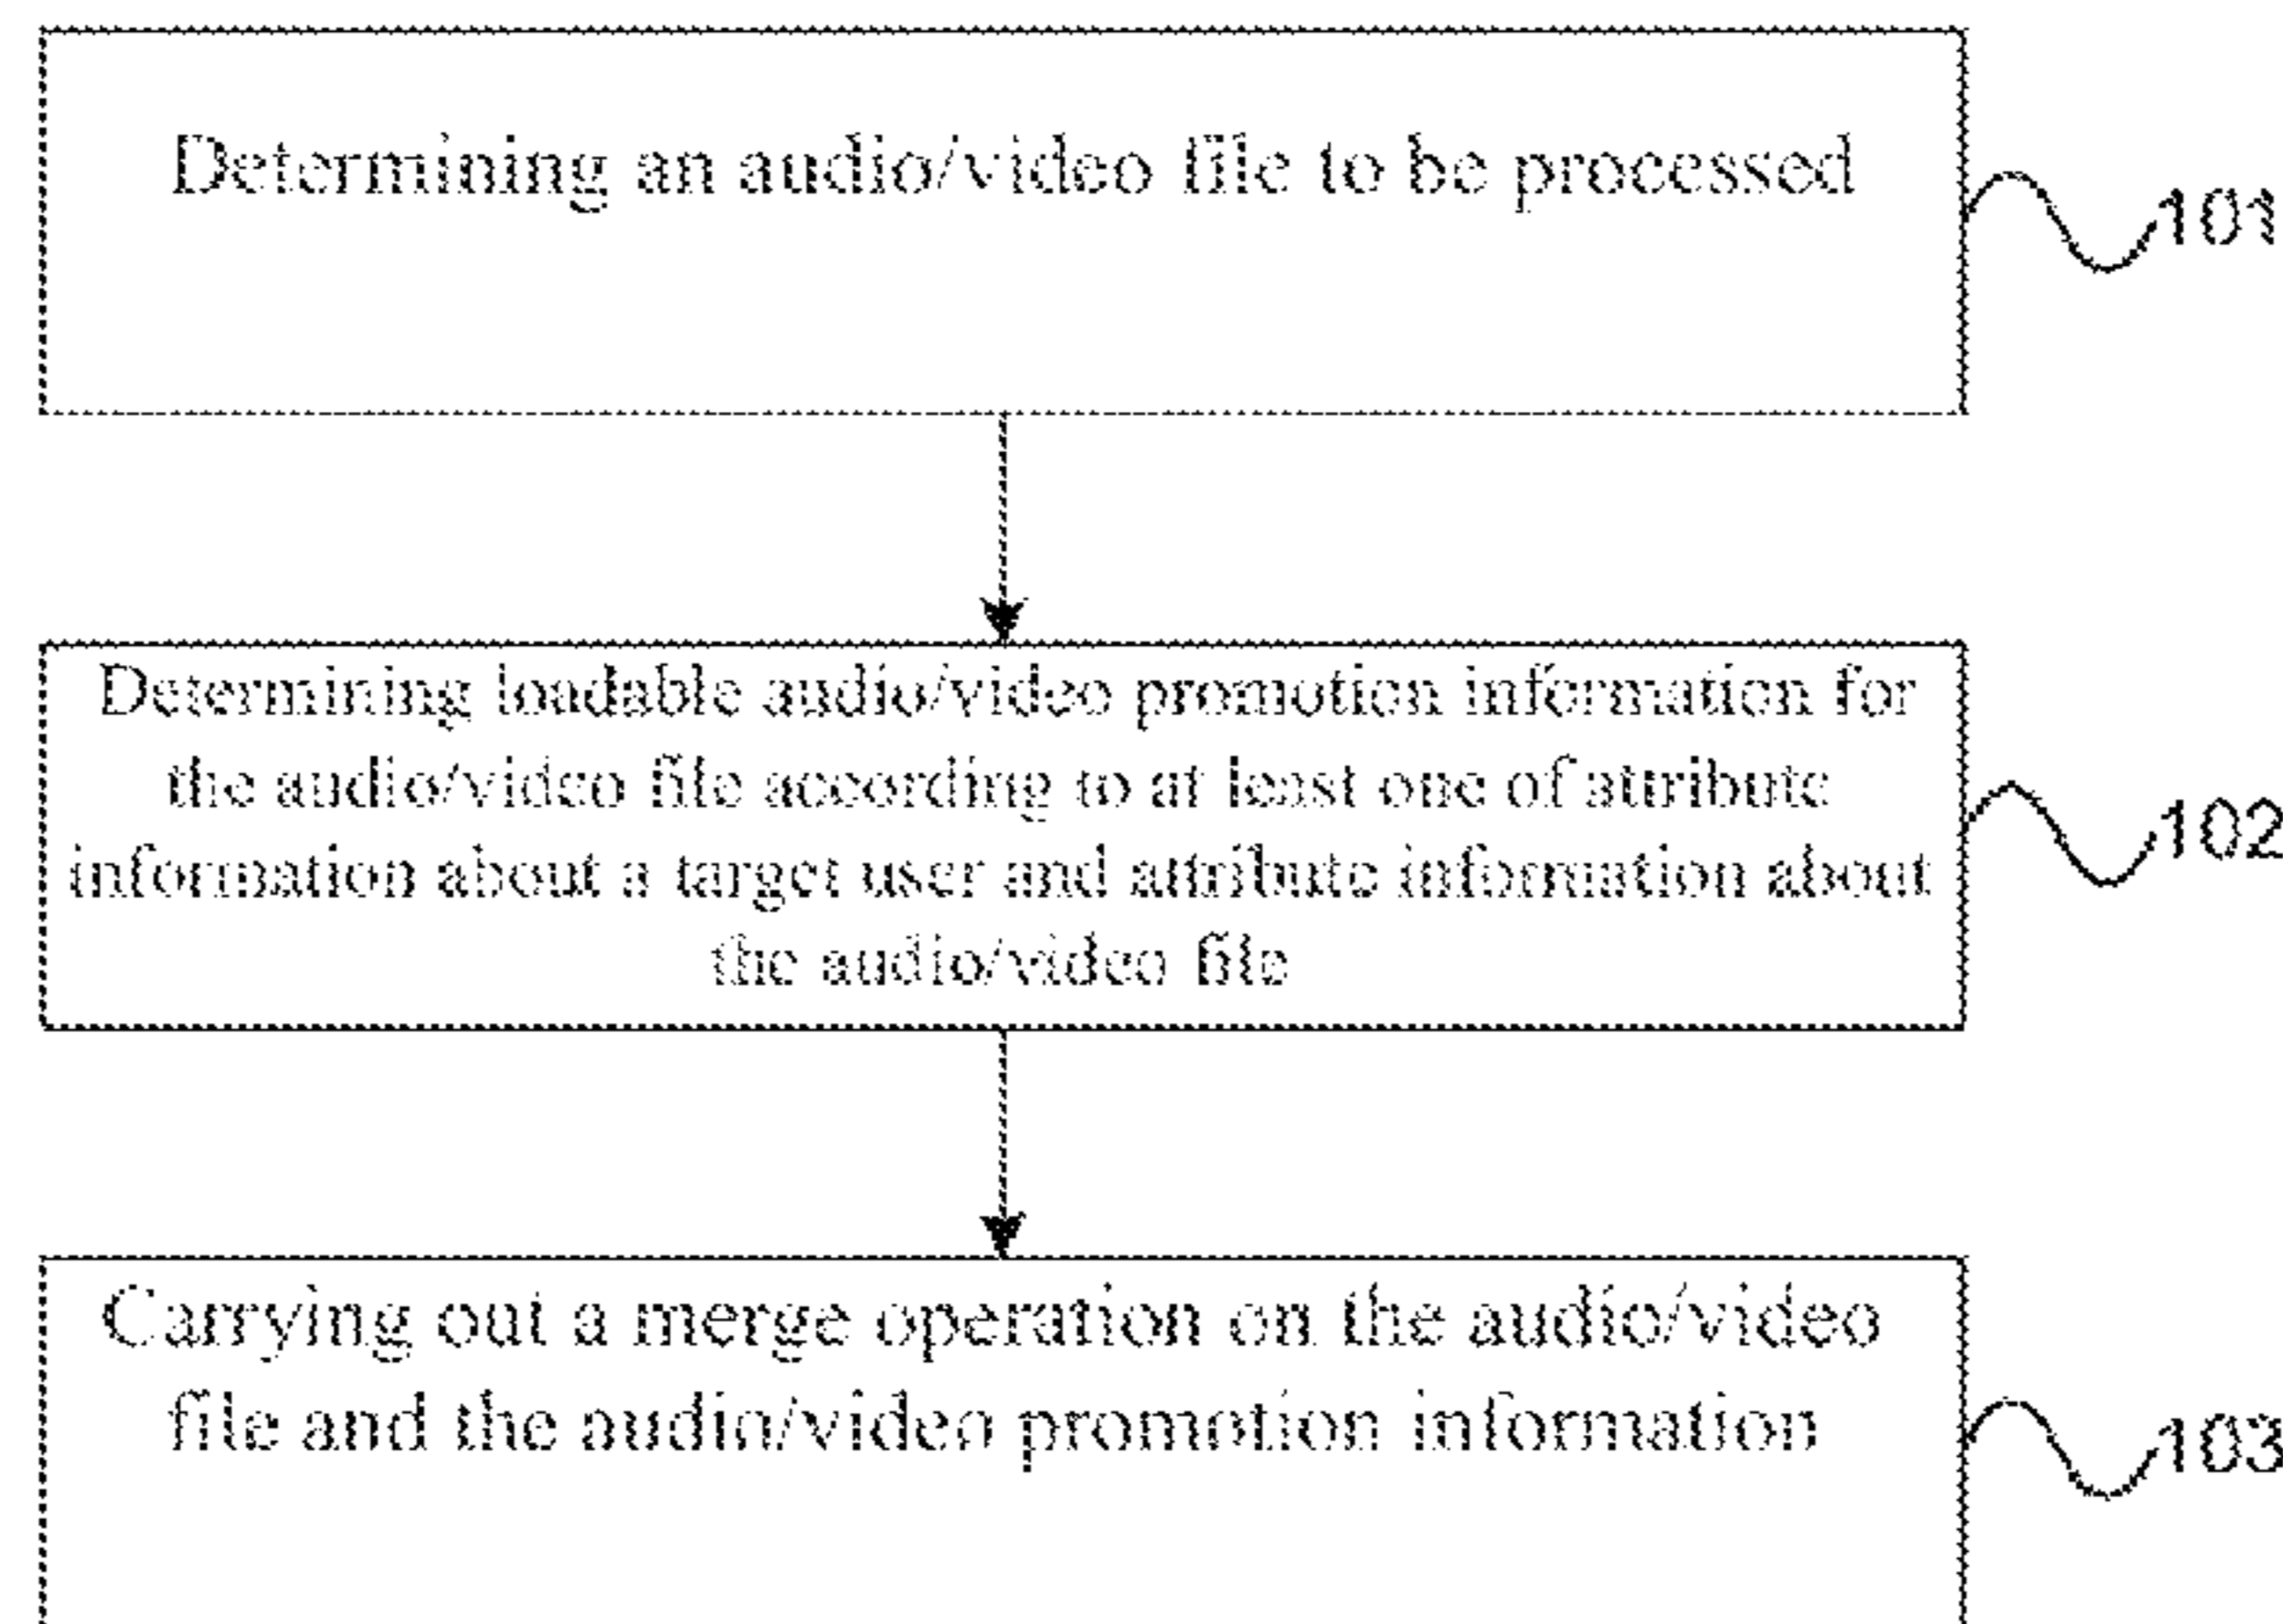 Determining an audio/video file to be processed
101
Determining loadable audio/video promotion information for
the audio/video file according to at least one of attribute
information about a target user and attribute information about
the audio/video file
102
Carrying out a merge operation on the audio/video
file and the audio/video promotion information
103